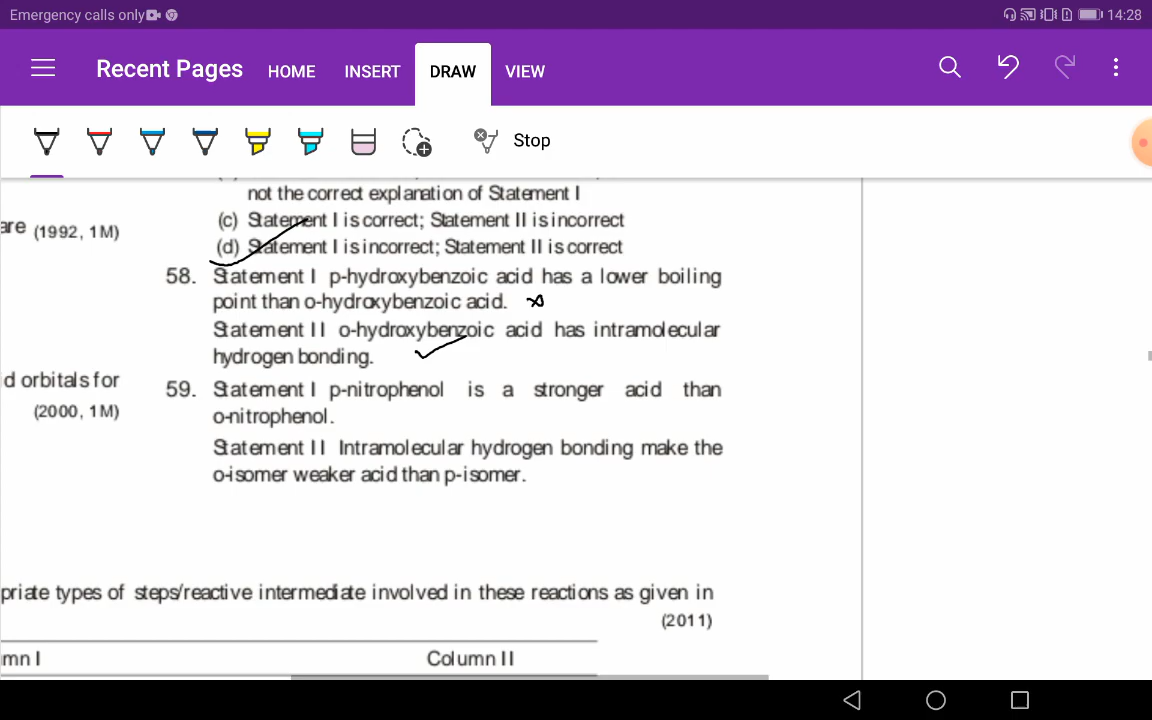 Emergency calls only
14:28
Recent Pages HOME INSERT DRAW VIEW
Stop
not the correct explanation of Statement I
are (1992, 1M)
(c) Statement I is correct; Statement II is incorrect
(d) Statement I is incorrect; Statement II is correct
58. Statement I p-hydroxybenzoic acid has a lower boiling
point than o-hydroxybenzoic acid.
Statement II o-hydroxybenzoic acid has intramolecular
hydrogen bonding.
d orbitals for
(2000, 1M)
59. Statement I p-nitrophenol is a stronger acid than
o-nitrophenol.
Statement II Intramolecular hydrogen bonding make the
o-isomer weaker acid than p-isomer.
priate types of steps/reactive intermediate involved in these reactions as given in
(2011)
mn I Column II